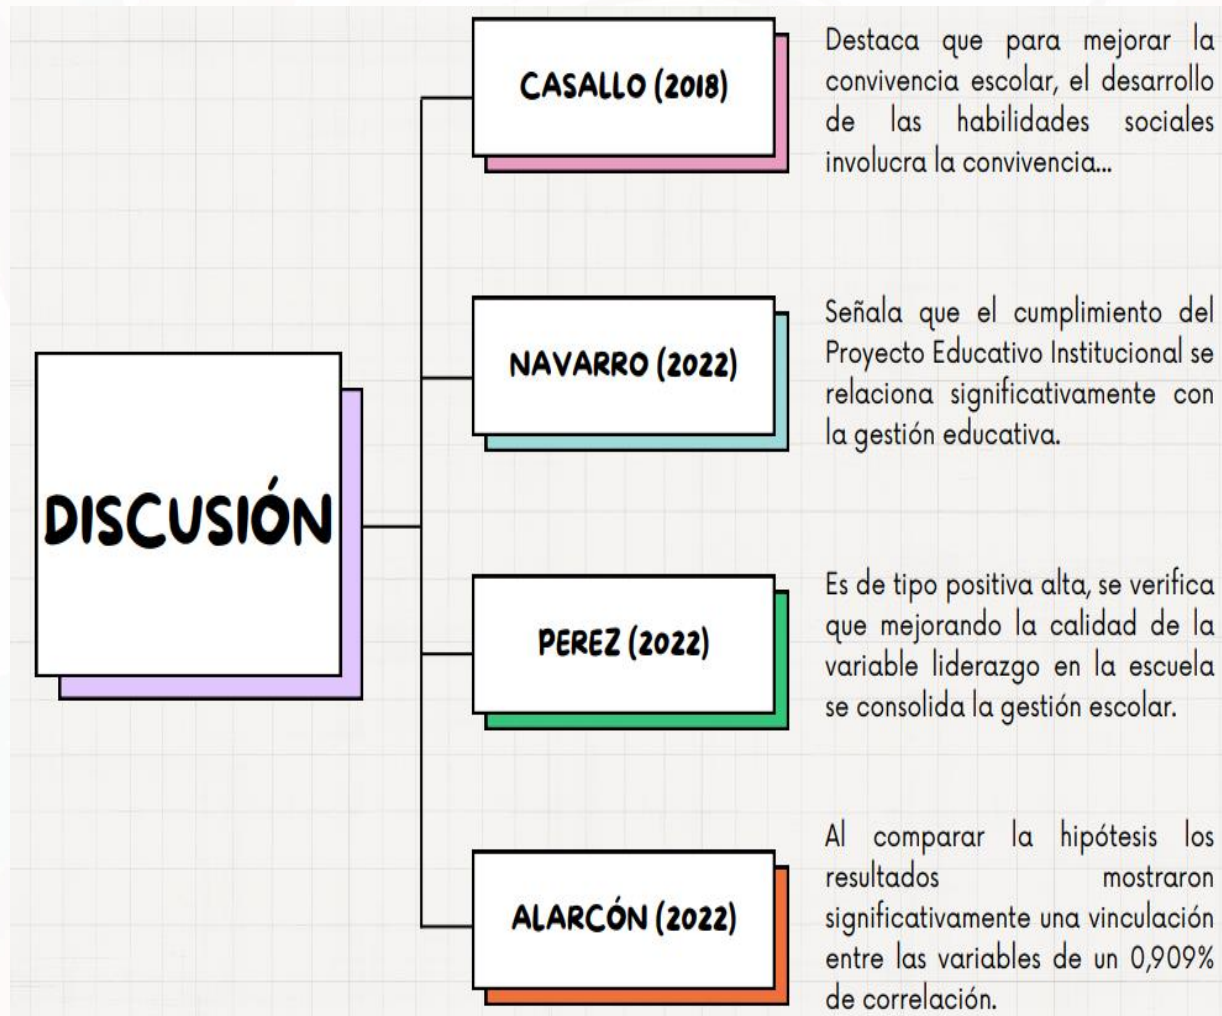 DISCUSIÓN
CASALLO (2018)
Destaca que para mejorar la
convivencia escolar, el desarrollo
de las habilidades sociales
involucra la convivencia...
NAVARRO (2022)
Señala que el cumplimiento del
Proyecto Educativo Institucional se
relaciona significativamente con
la gestión educativa.
PEREZ (2022)
Es de tipo positiva alta, se verifica
que mejorando la calidad de la
variable liderazgo en la escuela
se consolida la gestión escolar.
ALARCÓN (2022)
Al comparar la hipótesis los
resultados mostraron
significativamente una vinculación
entre las variables de un 0,909%
de correlación.